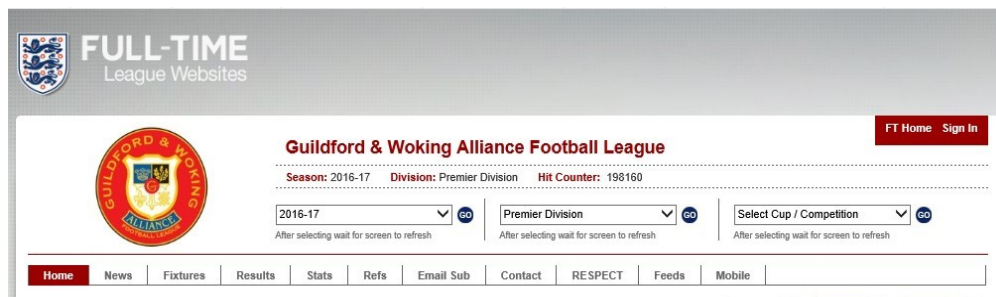 FULL-TIME
League Websites
FT Home Sign In
GUILDFORD & WOKING
ALLIANCE
FOOTBALL LEAGUE
Guildford & Woking Alliance Football League
Season: 2016-17 Division: Premier Division Hit Counter: 198160
2016-17 GO Premier Division GO Select Cup / Competition GO
After selecting wait for screen to refresh After selecting wait for screen to refresh After selecting wait for screen to refresh
Home News Fixtures Results Stats Refs Email Sub Contact RESPECT Feeds Mobile